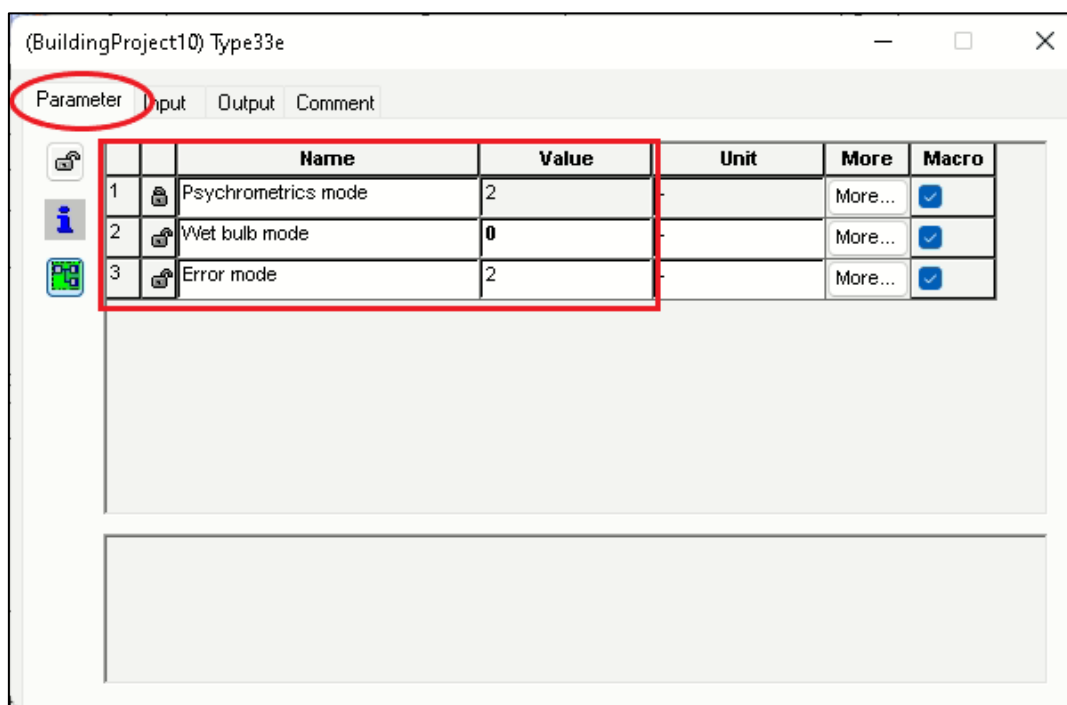 (BuildingProject10) Type33e
Parameter Input Output Comment
Name Value Unit More Macro
1 Psychrometrics mode 2 - More...
2 Wet bulb mode 0 - More...
3 Error mode 2 - More...